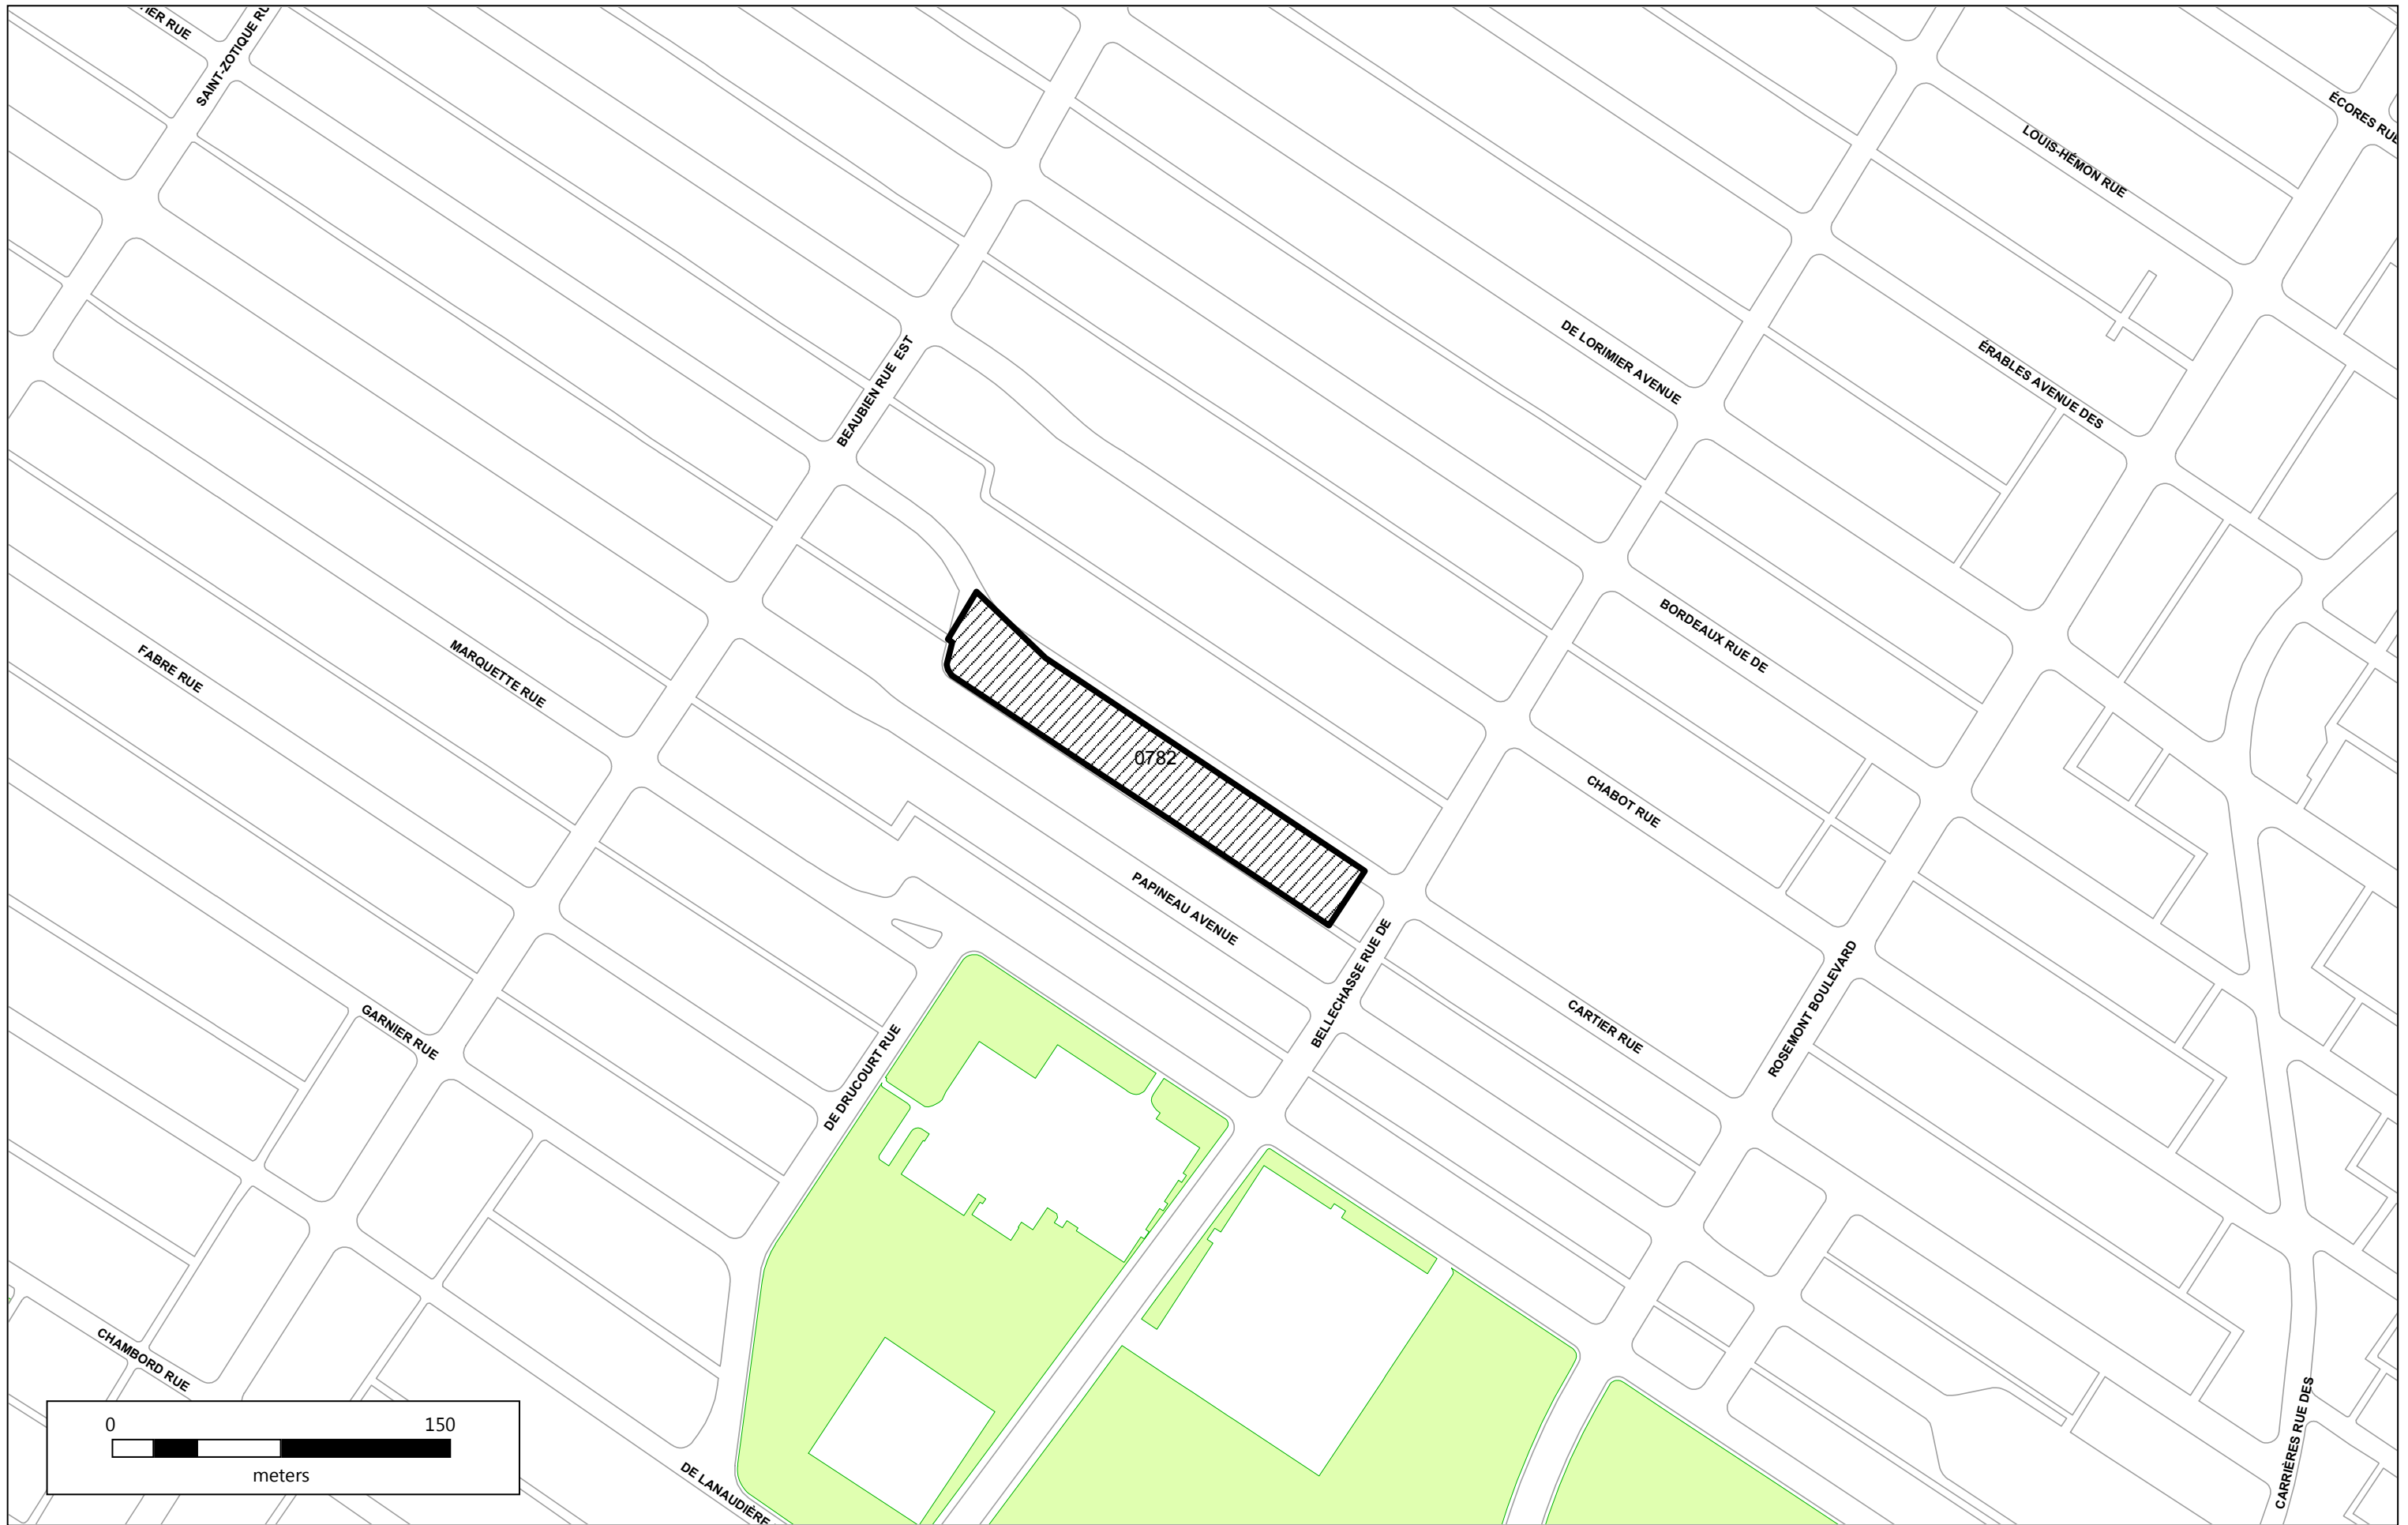 IER RUE
SAINT-ZOTIQUE RU
ÉCORES RUE
LOUIS-HÉMON RUE
DE LORIMIER AVENUE
ÉRABLES AVENUE DES
BEAUBIEN RUE EST
BORDEAUX RUE DE
FABRE RUE
MARQUETTE RUE
0782
CHABOT RUE
PAPINEAU AVENUE
BELLECHASSE RUE DE
CARTIER RUE
ROSEMONT BOULEVARD
GARNIER RUE
DE DRUCOURT RUE
CHAMBORD RUE
CARRIÈRES RUE DES
DE LANAUDIÈRE
0 150
meters